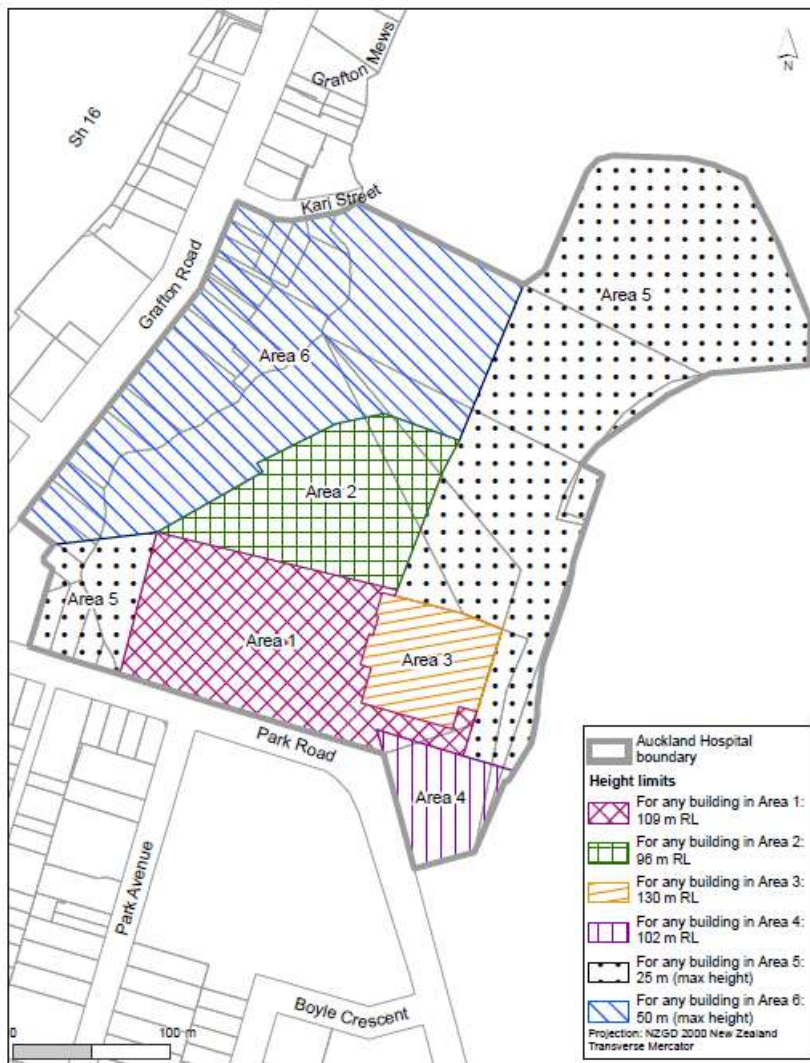 Grafton Mews
N
Sh 16
Kari Street
Grafton Road
Area 5
Area 6
Area 2
Area 5
Area 1
Area 3
Park Road
Area 4
Park Avenue
Boyle Crescent
0 100 m
Auckland Hospital
boundary
Height limits
For any building in Area 1:
109 m RL
For any building in Area 2:
96 m RL
For any building in Area 3:
130 m RL
For any building in Area 4:
102 m RL
For any building in Area 5:
25 m (max height)
For any building in Area 6:
50 m (max height)
Projection: NZGD 2000 New Zealand
Transverse Mercator